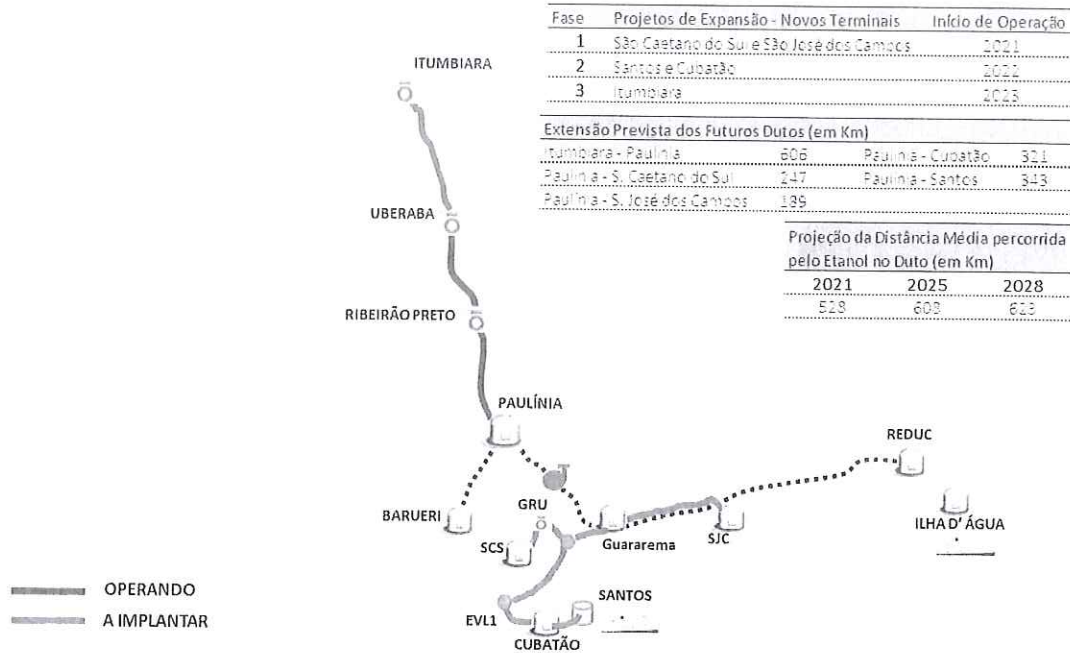 Fase Projetos de Expansão - Novos Terminais Início de Operação
1 São Caetano do Sul e São José dos Campos 2021
2 Santos e Cubatão 2022
3 Itumbiara 2023
Extensão Prevista dos Futuros Dutos (em Km)
Itumbiara - Paulínia 606 Paulínia - Cubatão 321
Paulínia - S. Caetano do Sul 247 Paulínia - Santos 343
Paulínia - S. José dos Campos
Projeção da Distância Média percorrida
pelo Etanol no Duto (em Km)
2021 2025 2028
528 608 623
ITUMBIARA
UBERABA
RIBEIRÃO PRETO
PAULÍNIA
REDUC
BARUERI
GRU
SCS
Guararema
SJC
ILHA D' ÁGUA
OPERANDO
A IMPLANTAR
EVL1
SANTOS
CUBATÃO